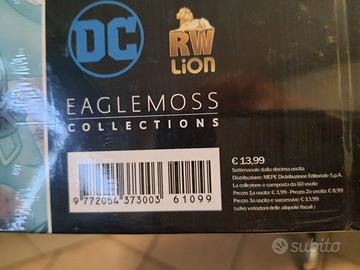 DC
RW
LION
EAGLEMOSS
COLLECTIONS
€ 13,99
Settimanale dalla decima uscita
Distribuzione: MEPE Distribuzione Editoriale S.p.A.
La collezione è composta da 60 uscite
Prezzo 1a uscita: € 3,99 - Prezzo 2a uscita: € 8,99
Prezzo 3a uscita e successive: € 13,99
(salvo variazioni delle aliquote fiscali)
9 772054 373003 61099
subito